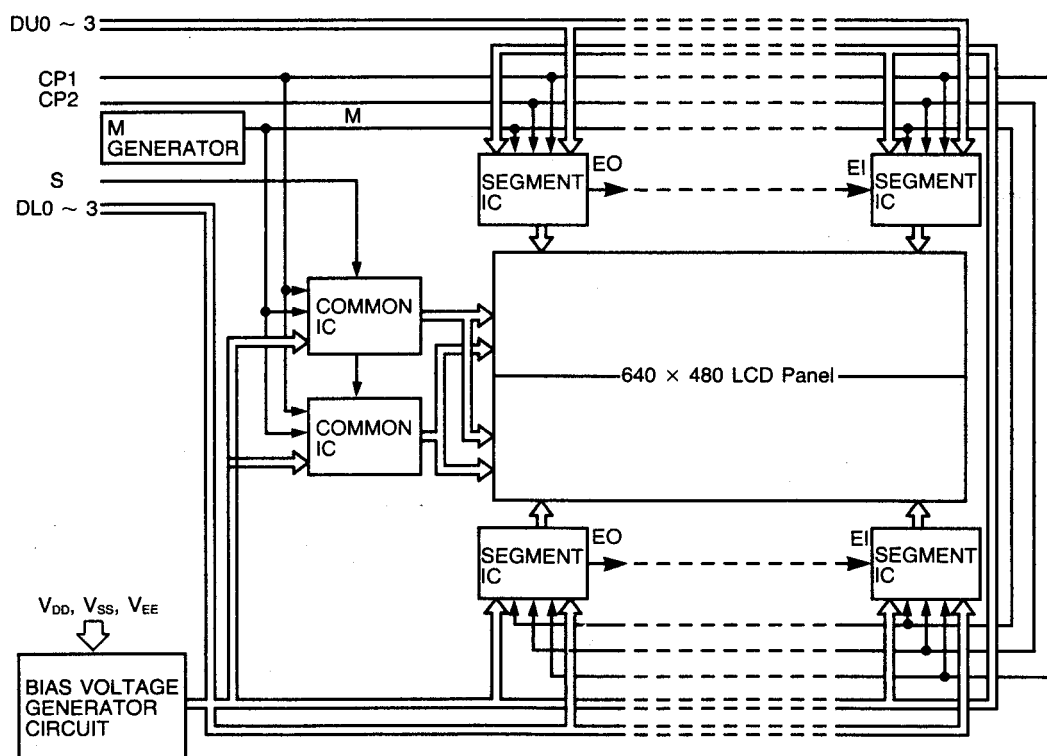 DU0 ~ 3
CP1
CP2
M
GENERATOR
M
S
DL0 ~ 3
SEGMENT
IC
EO
EI
SEGMENT
IC
COMMON
IC
COMMON
IC
640 × 480 LCD Panel
SEGMENT
IC
EO
EI
SEGMENT
IC
VDD, VSS, VEE
BIAS VOLTAGE
GENERATOR
CIRCUIT